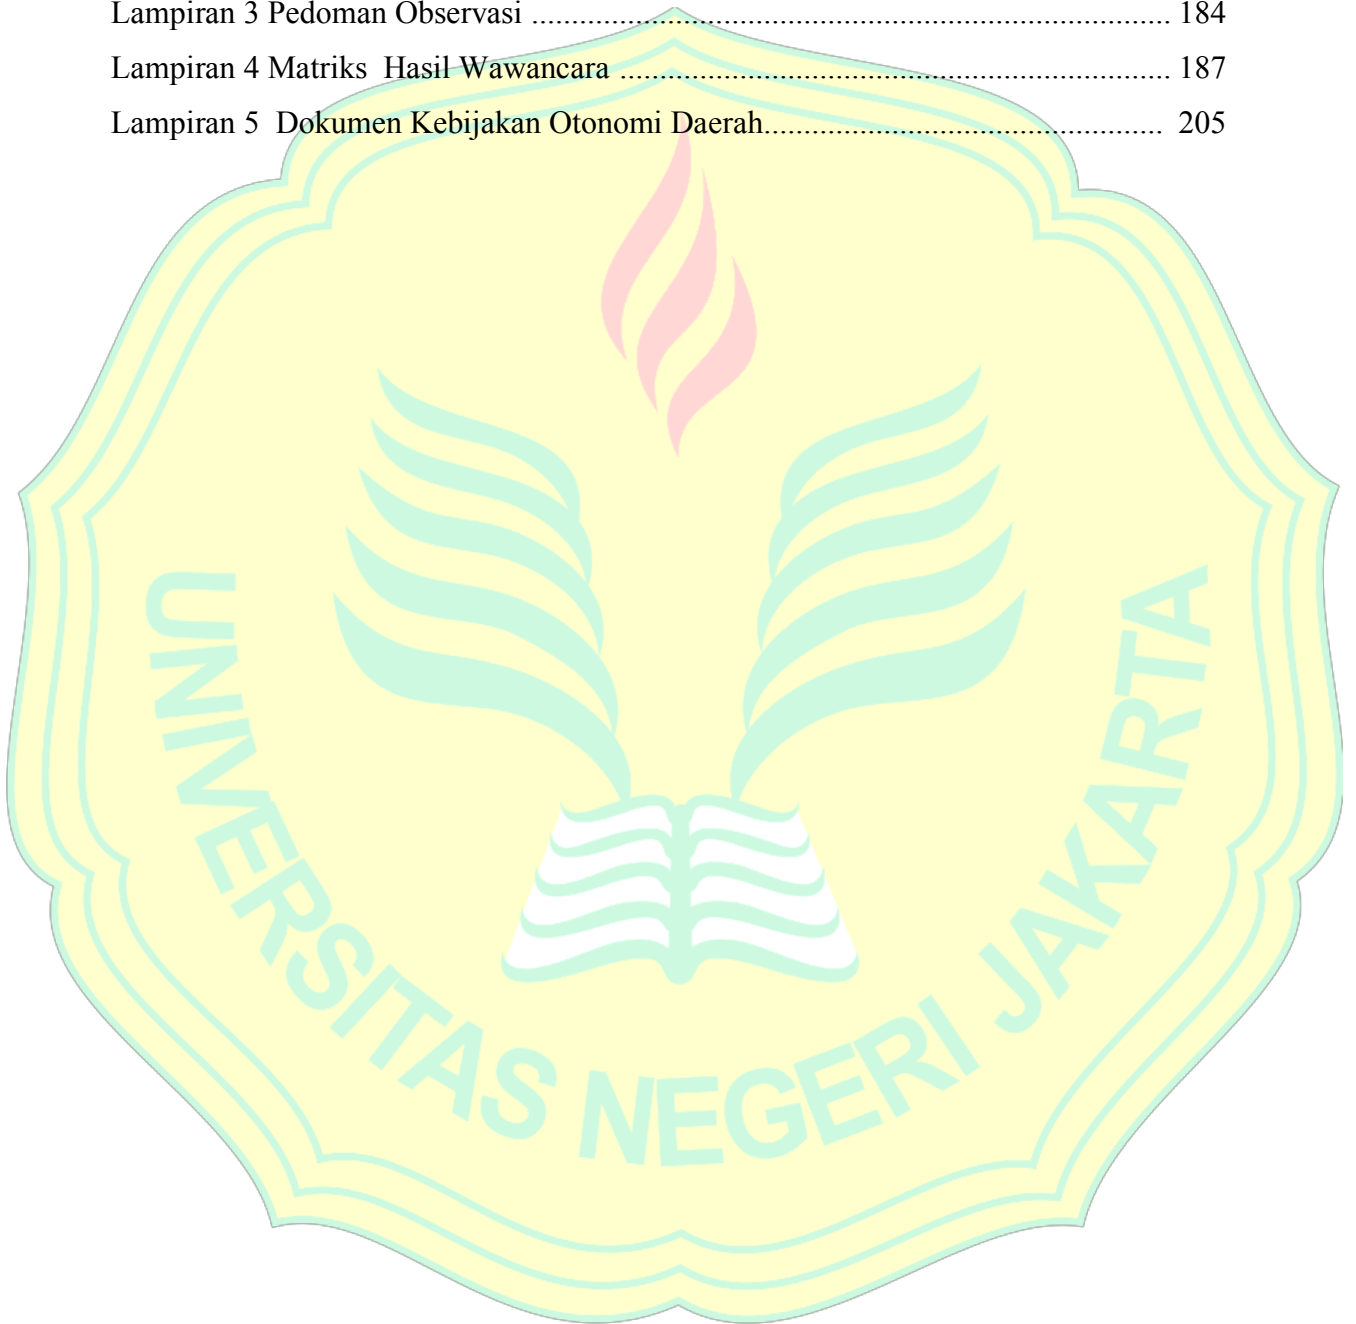 Lampiran 3 Pedoman Observasi ........................................................................... 184
Lampiran 4 Matriks  Hasil Wawancara ................................................................. 187
Lampiran 5  Dokumen Kebijakan Otonomi Daerah............................................... 205
UNIVERSITAS NEGERI JAKARTA